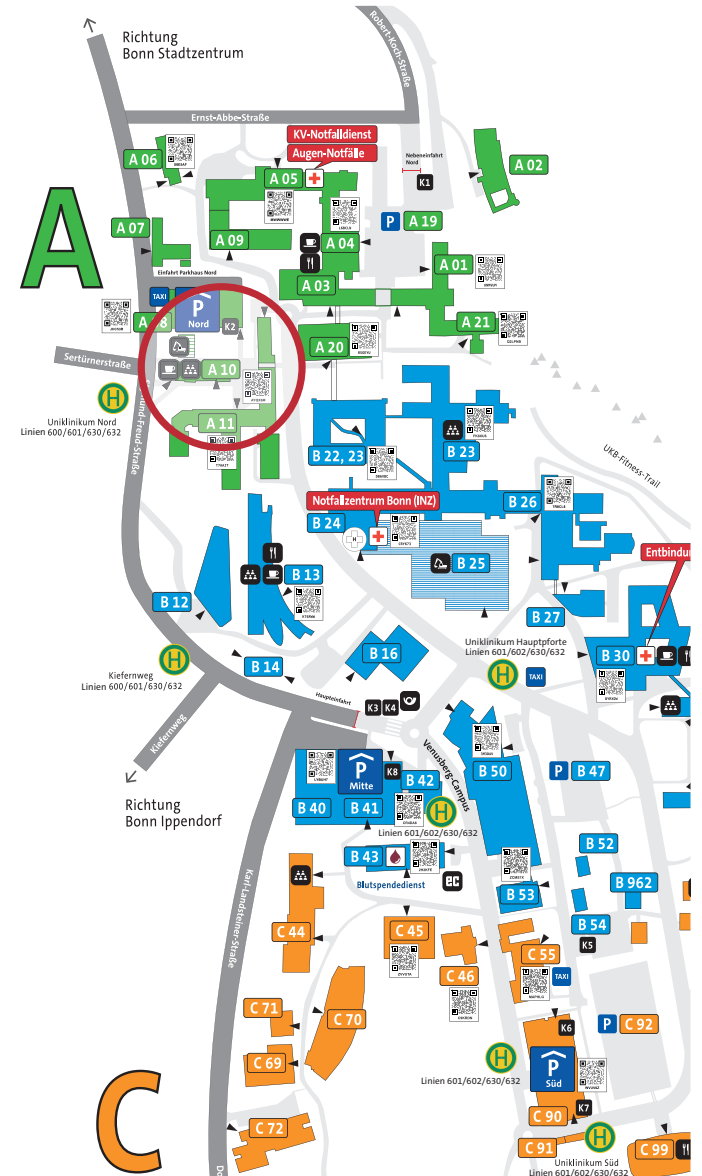 Richtung
Bonn Stadtzentrum
Robert-Koch-Straße
Ernst-Abbe-Straße
KV-Notfalldienst
Augen-Notfälle
A 06
A 05
Nebeneinfahrt
Nord
K1
A 02
A
A 07
A 09
A 04
P
A 19
A 03
A 01
Einfahrt Parkhaus Nord
TAXI
P
Nord
K2
A 20
A 21
Sertürnerstraße
A 10
H
Uniklinikum Nord
Linien 600/601/630/632
A 11
B 22, 23
B 23
UKB-Fitness-Trail
Notfallzentrum Bonn (INZ)
B 24
H
B 26
B 25
Entbindu
B 13
B 12
B 27
B 16
Uniklinikum Hauptpforte
Linien 601/602/630/632
H
TAXI
B 30
H
Kiefernweg
Linien 600/601/630/632
B 14
Haupteinfahrt
K3
K4
Kiefernweg
Venusberg-Campus
Richtung
Bonn Ippendorf
P
Mitte
K8
B 42
B 40
B 41
H
Linien 601/602/630/632
B 50
P
B 47
B 43
Blutspendedienst
ec
B 52
B 53
B 962
B 54
K5
Karl-Landsteiner-Straße
C 44
C 45
C 46
C 55
TAXI
C 71
C 70
C 69
K6
P
C 92
H
Linien 601/602/630/632
P
Süd
C
C 72
C 90
K7
C 91
H
C 99
Uniklinikum Süd
Linien 601/602/630/632